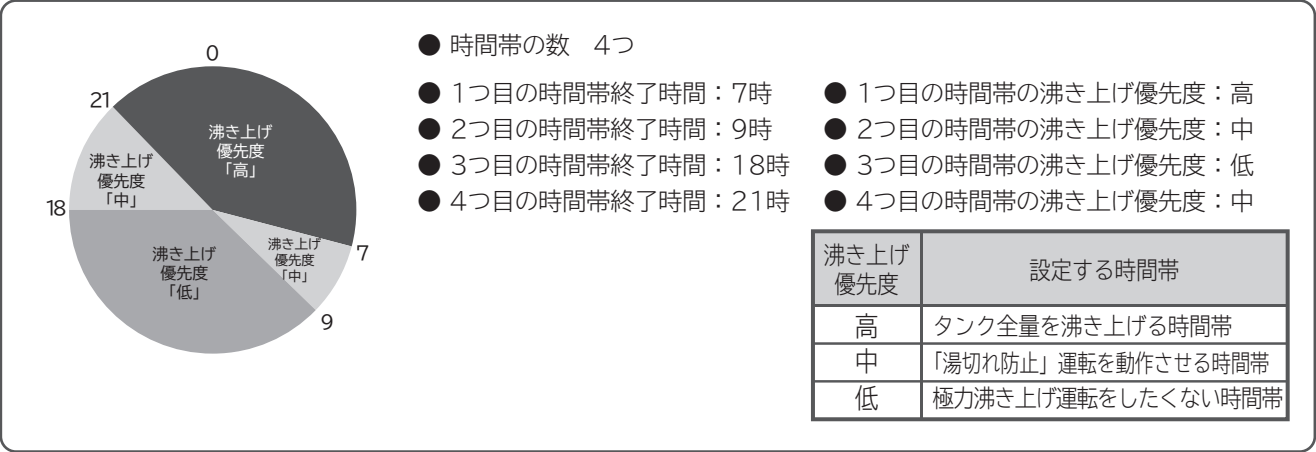 0
21
沸き上げ
優先度
「高」
沸き上げ
優先度
「中」
18
沸き上げ
優先度
「低」
沸き上げ
優先度
「中」
7
9
● 時間帯の数　4つ
● 1つ目の時間帯終了時間：7時
● 2つ目の時間帯終了時間：9時
● 3つ目の時間帯終了時間：18時
● 4つ目の時間帯終了時間：21時
● 1つ目の時間帯の沸き上げ優先度：高
● 2つ目の時間帯の沸き上げ優先度：中
● 3つ目の時間帯の沸き上げ優先度：低
● 4つ目の時間帯の沸き上げ優先度：中
沸き上げ
優先度
設定する時間帯
高 タンク全量を沸き上げる時間帯
中 「湯切れ防止」運転を動作させる時間帯
低 極力沸き上げ運転をしたくない時間帯